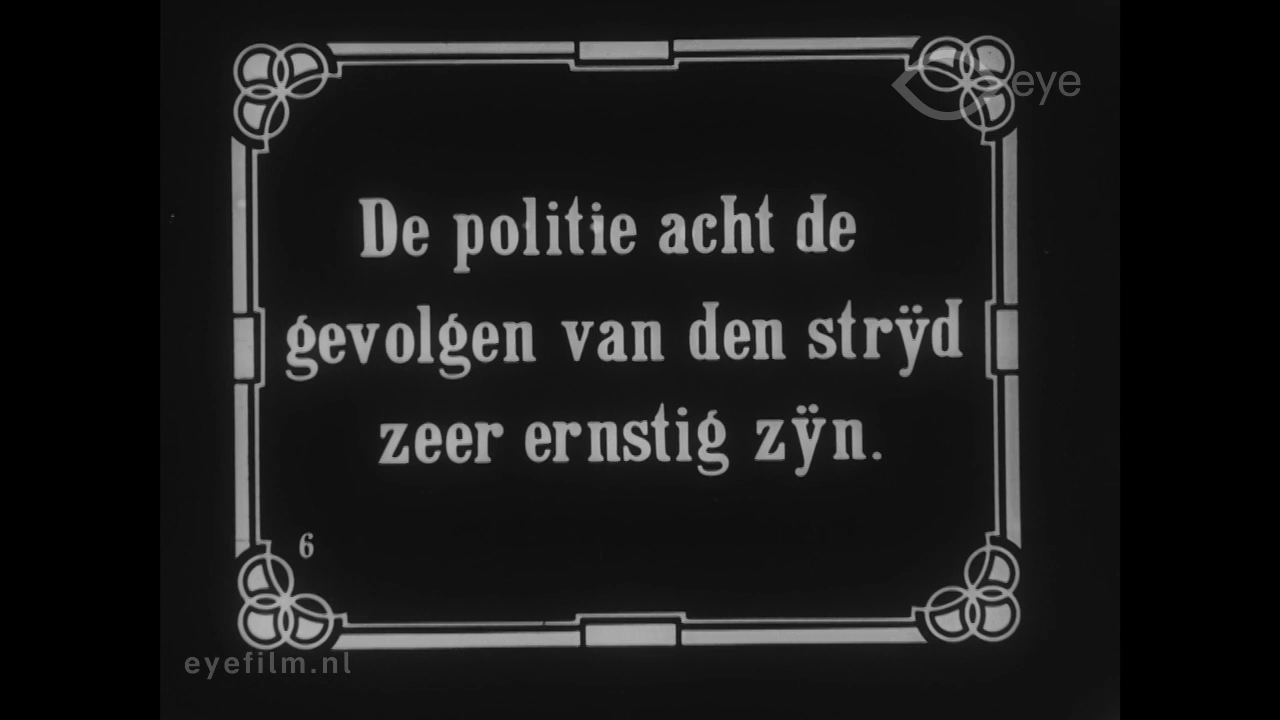 eye
De politie acht de
gevolgen van den strÿd
zeer ernstig zÿn.
6
eyefilm.nl